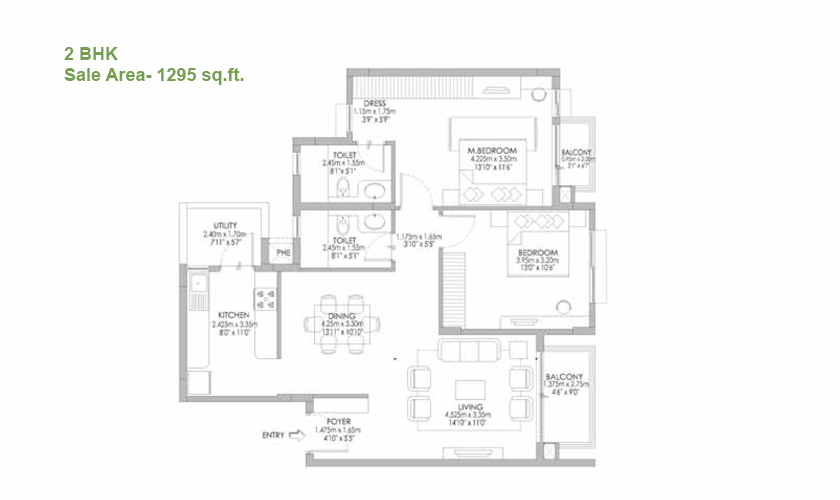 2 BHK
Sale Area- 1295 sq.ft.
DRESS
1.15m x 1.75m
3'9" x 5'9"
M.BEDROOM
4.225m x 3.50m
13'10" x 11'6"
BALCONY
0.95m x 2.00m
3'1" x 6'7"
TOILET
2.45m x 1.55m
8'1" x 5'1"
UTILITY
2.40m x 1.70m
7'11" x 5'7"
PHE
TOILET
2.45m x 1.55m
8'1" x 5'1"
1.175m x 1.65m
3'10" x 5'5"
BEDROOM
3.95m x 3.20m
13'0" x 10'6"
KITCHEN
2.425m x 3.35m
8'0" x 11'0"
DINING
4.25m x 3.30m
13'11" x 10'10"
BALCONY
1.375m x 2.75m
4'6" x 9'0"
LIVING
4.525m x 3.35m
14'10" x 11'0"
FOYER
1.475m x 1.65m
4'10" x 5'5"
ENTRY